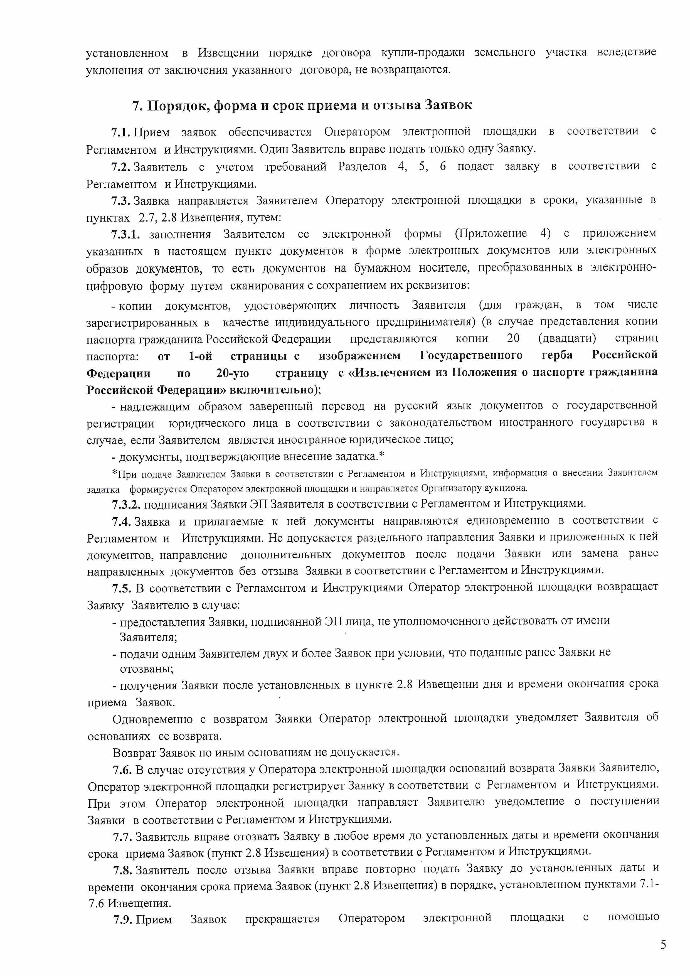 установленном в Извещении порядке договора купли-продажи земельного участка вследствие
уклонения от заключения указанного договора, не возвращаются.
7. Порядок, форма и срок приема и отзыва Заявок
7.1. Прием заявок обеспечивается Оператором электронной площадки в соответствии с
Регламентом и Инструкциями. Один Заявитель вправе подать только одну Заявку.
7.2. Заявитель с учетом требований Разделов 4, 5, 6 подает заявку в соответствии с
Регламентом и Инструкциями.
7.3. Заявка направляется Заявителем Оператору электронной площадки в сроки, указанные в
пунктах 2.7, 2.8 Извещения, путем:
7.3.1. заполнения Заявителем ее электронной формы (Приложение 4) с приложением
указанных в настоящем пункте документов в форме электронных документов или электронных
образов документов, то есть документов на бумажном носителе, преобразованных в электронно-
цифровую форму путем сканирования с сохранением их реквизитов:
- копии документов, удостоверяющих личность Заявителя (для граждан, в том числе
зарегистрированных в качестве индивидуального предпринимателя) (в случае представления копии
паспорта гражданина Российской Федерации представляются копии 20 (двадцати) страниц
паспорта: от 1-ой страницы с изображением Государственного герба Российской
Федерации по 20-ую страницу с «Извлечением из Положения о паспорте гражданина
Российской Федерации» включительно);
- надлежащим образом заверенный перевод на русский язык документов о государственной
регистрации юридического лица в соответствии с законодательством иностранного государства в
случае, если Заявителем является иностранное юридическое лицо;
- документы, подтверждающие внесение задатка.*
*При подаче Заявителем Заявки в соответствии с Регламентом и Инструкциями, информация о внесении Заявителем
задатка формируется Оператором электронной площадки и направляется Организатору аукциона.
7.3.2. подписания Заявки ЭП Заявителя в соответствии с Регламентом и Инструкциями.
7.4. Заявка и прилагаемые к ней документы направляются единовременно в соответствии с
Регламентом и Инструкциями. Не допускается раздельного направления Заявки и приложенных к ней
документов, направление дополнительных документов после подачи Заявки или замена ранее
направленных документов без отзыва Заявки в соответствии с Регламентом и Инструкциями.
7.5. В соответствии с Регламентом и Инструкциями Оператор электронной площадки возвращает
Заявку Заявителю в случае:
- предоставления Заявки, подписанной ЭП лица, не уполномоченного действовать от имени
Заявителя;
- подачи одним Заявителем двух и более Заявок при условии, что поданные ранее Заявки не
отозваны;
- получения Заявки после установленных в пункте 2.8 Извещении дня и времени окончания срока
приема Заявок.
Одновременно с возвратом Заявки Оператор электронной площадки уведомляет Заявителя об
основаниях ее возврата.
Возврат Заявок по иным основаниям не допускается.
7.6. В случае отсутствия у Оператора электронной площадки оснований возврата Заявки Заявителю,
Оператор электронной площадки регистрирует Заявку в соответствии с Регламентом и Инструкциями.
При этом Оператор электронной площадки направляет Заявителю уведомление о поступлении
Заявки в соответствии с Регламентом и Инструкциями.
7.7. Заявитель вправе отозвать Заявку в любое время до установленных даты и времени окончания
срока приема Заявок (пункт 2.8 Извещения) в соответствии с Регламентом и Инструкциями.
7.8. Заявитель после отзыва Заявки вправе повторно подать Заявку до установленных даты и
времени окончания срока приема Заявок (пункт 2.8 Извещения) в порядке, установленном пунктами 7.1-
7.6 Извещения.
7.9. Прием Заявок прекращается Оператором электронной площадки с помощью
5